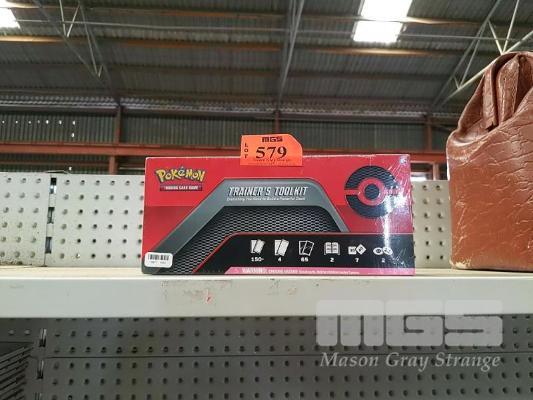 MGS
LOT 579
POKéMON
TRADING CARD GAME
TRAINER'S TOOLKIT
Everything You Need to Build a Powerful Deck!
150+ 4 65 2 7 2
WARNING:
MGS
Mason Gray Strange